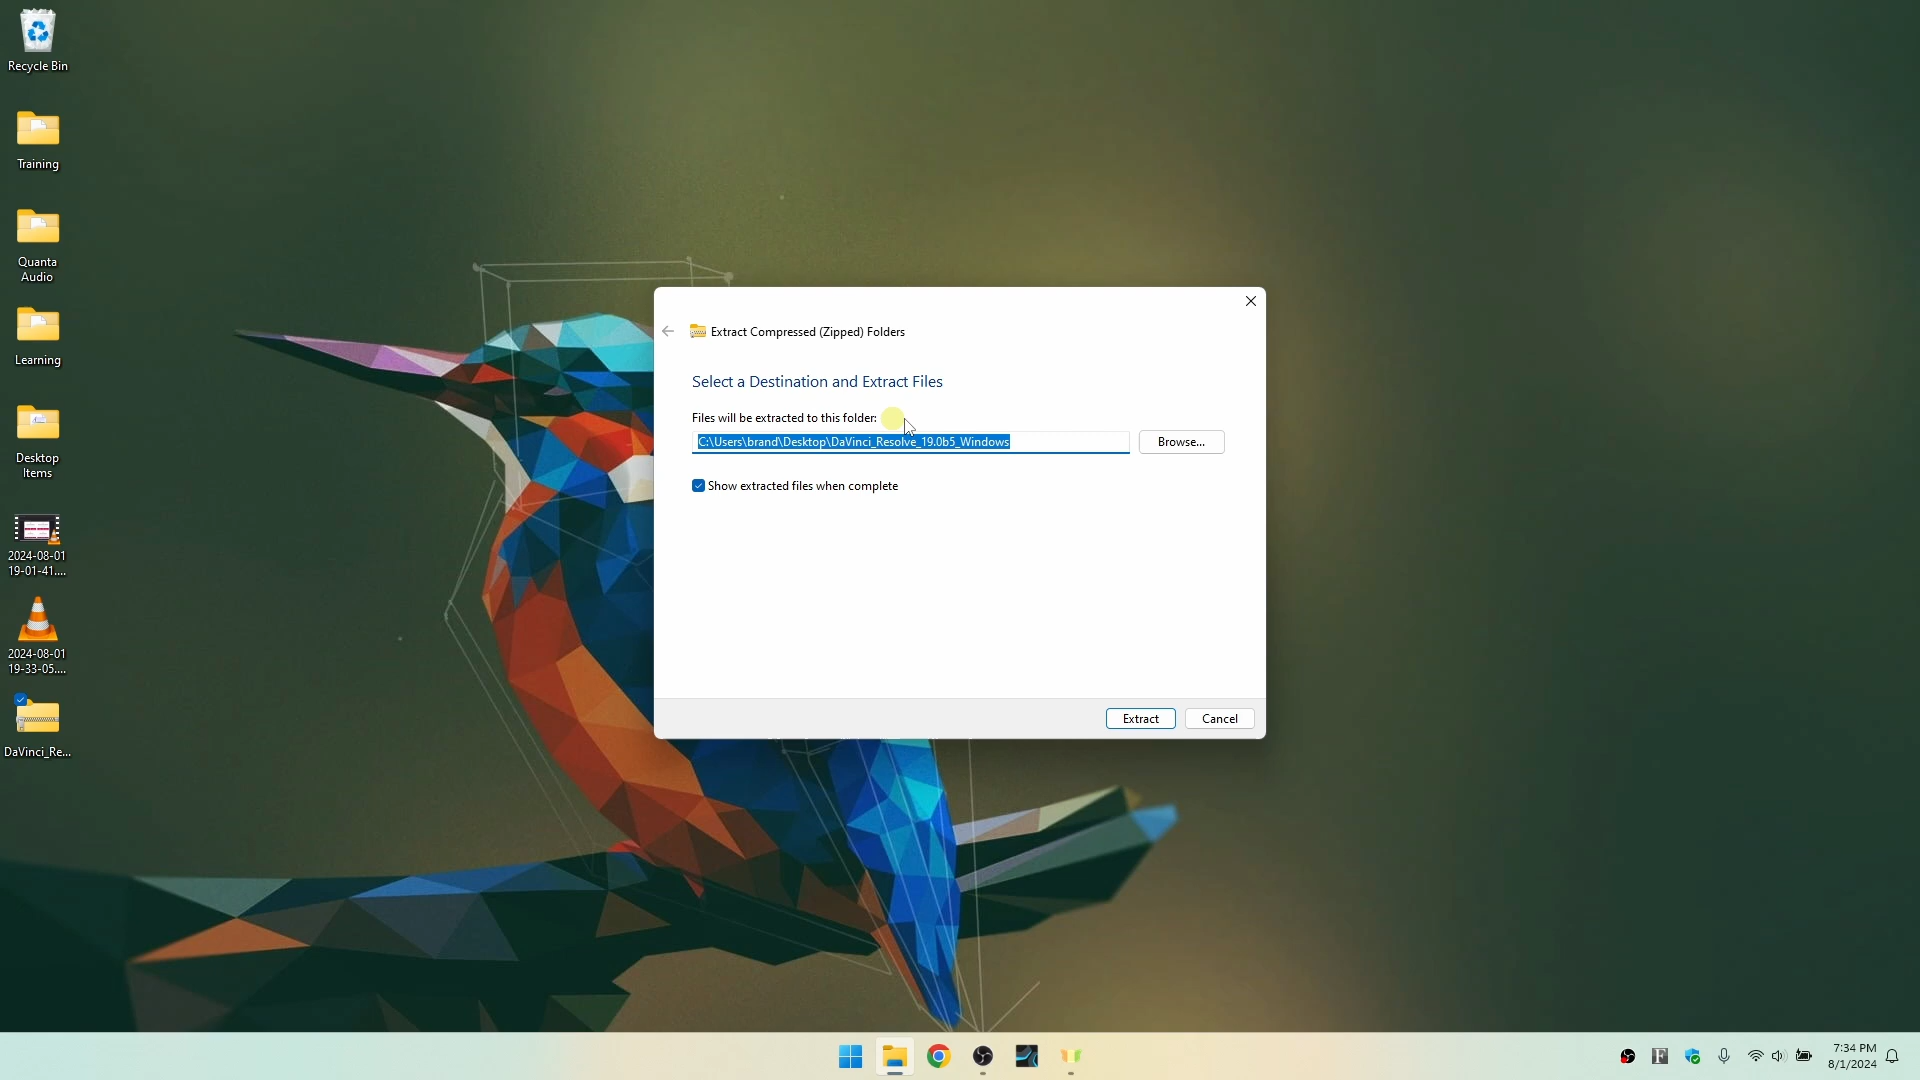 Recycle Bin
Training
Quanta
Audio
Learning
Desktop
Items
2024-08-01
19-01-41....
2024-08-01
19-33-05....
DaVinci_Re...
Extract Compressed (Zipped) Folders
Select a Destination and Extract Files
Files will be extracted to this folder:
C:\Users\brand\Desktop\DaVinci_Resolve_19.0b5_Windows
Browse...
Show extracted files when complete
Extract
Cancel
7:34 PM
8/1/2024